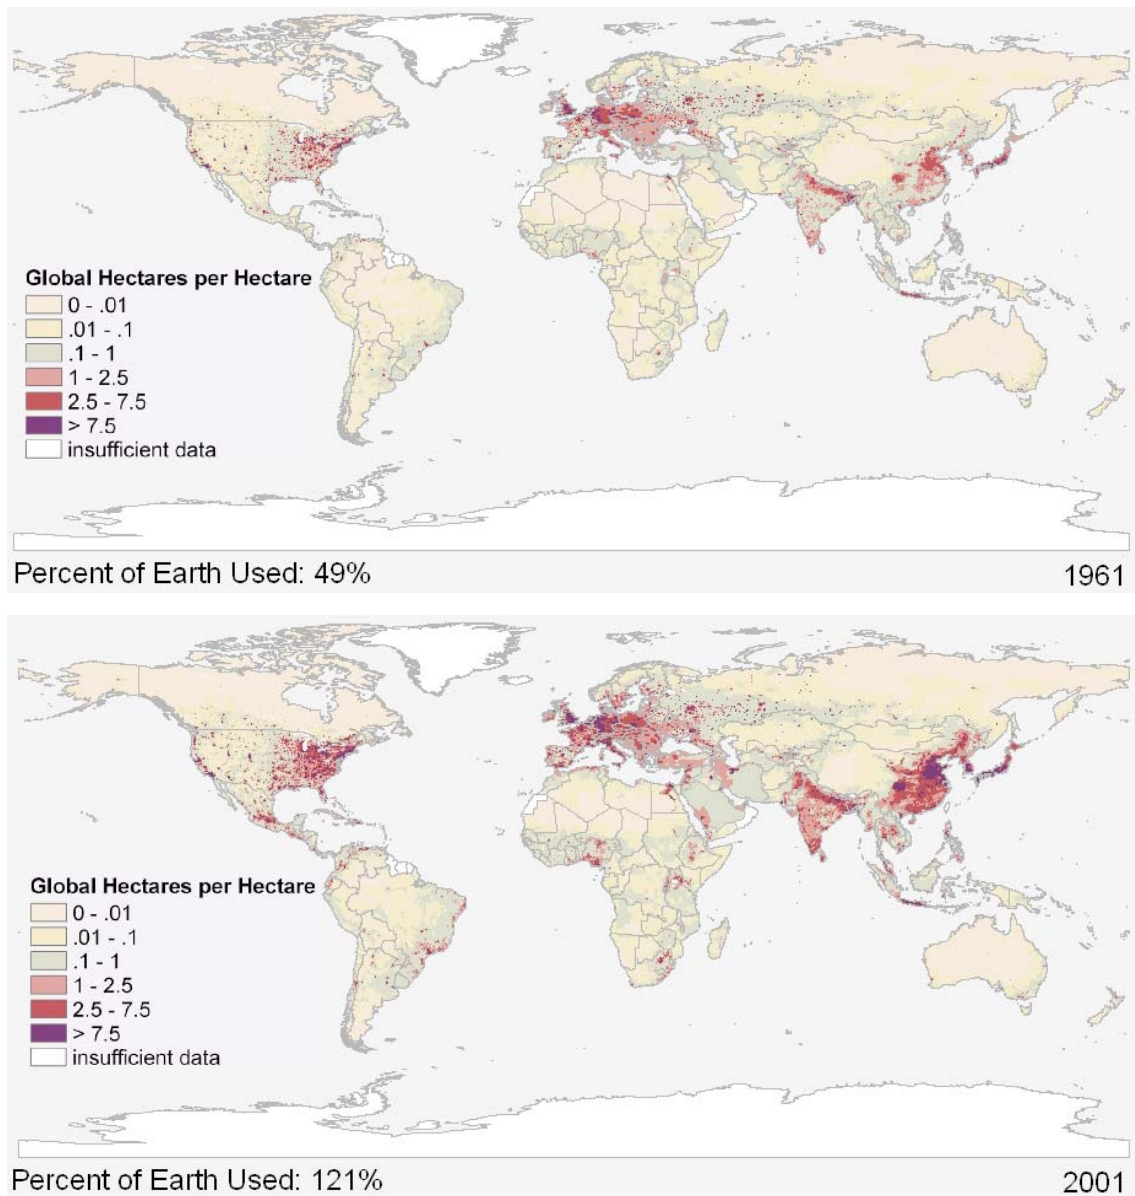 Global Hectares per Hectare
0 - .01
.01 - .1
.1 - 1
1 - 2.5
2.5 - 7.5
> 7.5
insufficient data
Percent of Earth Used: 49%
1961
Global Hectares per Hectare
0 - .01
.01 - .1
.1 - 1
1 - 2.5
2.5 - 7.5
> 7.5
insufficient data
Percent of Earth Used: 121%
2001